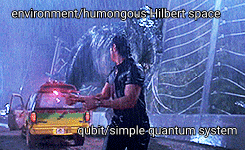 environment/humongous Hilbert space
qubit/simple quantum system